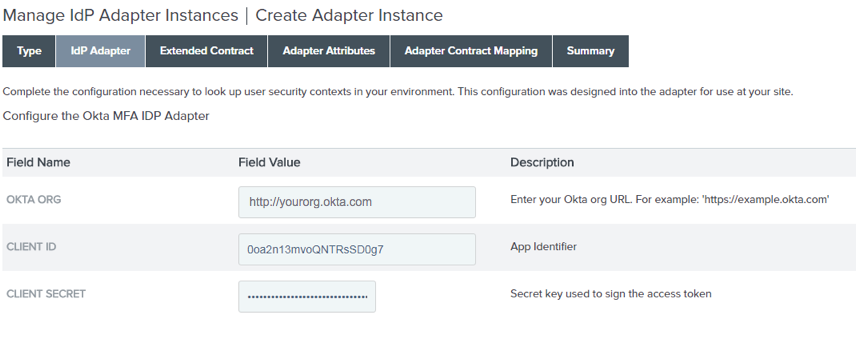 Manage IdP Adapter Instances | Create Adapter Instance
Type IdP Adapter Extended Contract Adapter Attributes Adapter Contract Mapping Summary
Complete the configuration necessary to look up user security contexts in your environment. This configuration was designed into the adapter for use at your site.
Configure the Okta MFA IDP Adapter
Field Name Field Value Description
OKTA ORG http://yourorg.okta.com Enter your Okta org URL. For example: 'https://example.okta.com'
CLIENT ID 0oa2n13mvoQNTRsSD0g7 App Identifier
CLIENT SECRET •••••••••••••••••••••••••••••••• Secret key used to sign the access token